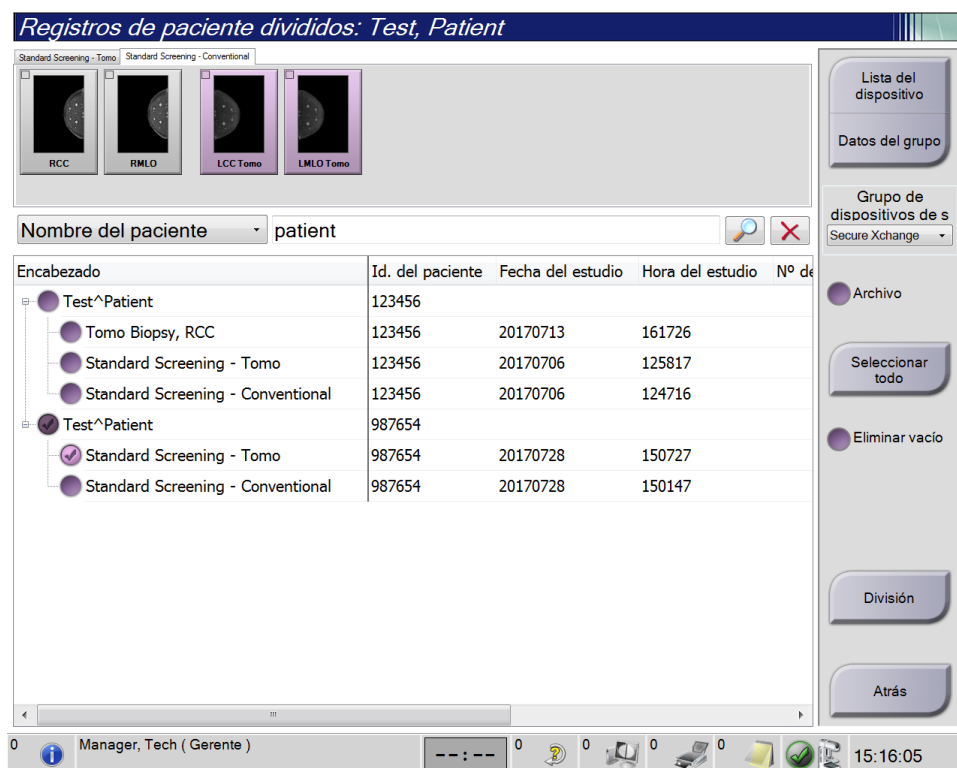 Registros de paciente divididos: Test, Patient
Standard Screening - Tomo Standard Screening - Conventional
RCC RMLO LCC Tomo LMLO Tomo
Lista del
dispositivo
Datos del grupo
Grupo de
dispositivos de s
Secure Xchange
Nombre del paciente patient
Encabezado Id. del paciente Fecha del estudio Hora del estudio Nº de
Test^Patient 123456
Tomo Biopsy, RCC 123456 20170713 161726
Standard Screening - Tomo 123456 20170706 125817
Standard Screening - Conventional 123456 20170706 124716
Test^Patient 987654
Standard Screening - Tomo 987654 20170728 150727
Standard Screening - Conventional 987654 20170728 150147
Archivo
Seleccionar
todo
Eliminar vacío
División
Atrás
0 Manager, Tech ( Gerente ) --:-- 0 0 0 0 15:16:05